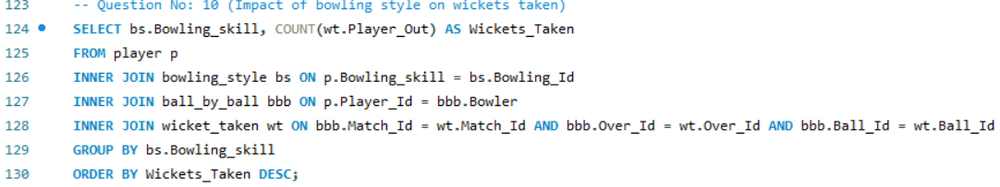 123 -- Question No: 10 (Impact of bowling style on wickets taken)
124 SELECT bs.Bowling_skill, COUNT(wt.Player_Out) AS Wickets_Taken
125 FROM player p
126 INNER JOIN bowling_style bs ON p.Bowling_skill = bs.Bowling_Id
127 INNER JOIN ball_by_ball bbb ON p.Player_Id = bbb.Bowler
128 INNER JOIN wicket_taken wt ON bbb.Match_Id = wt.Match_Id AND bbb.Over_Id = wt.Over_Id AND bbb.Ball_Id = wt.Ball_Id
129 GROUP BY bs.Bowling_skill
130 ORDER BY Wickets_Taken DESC;